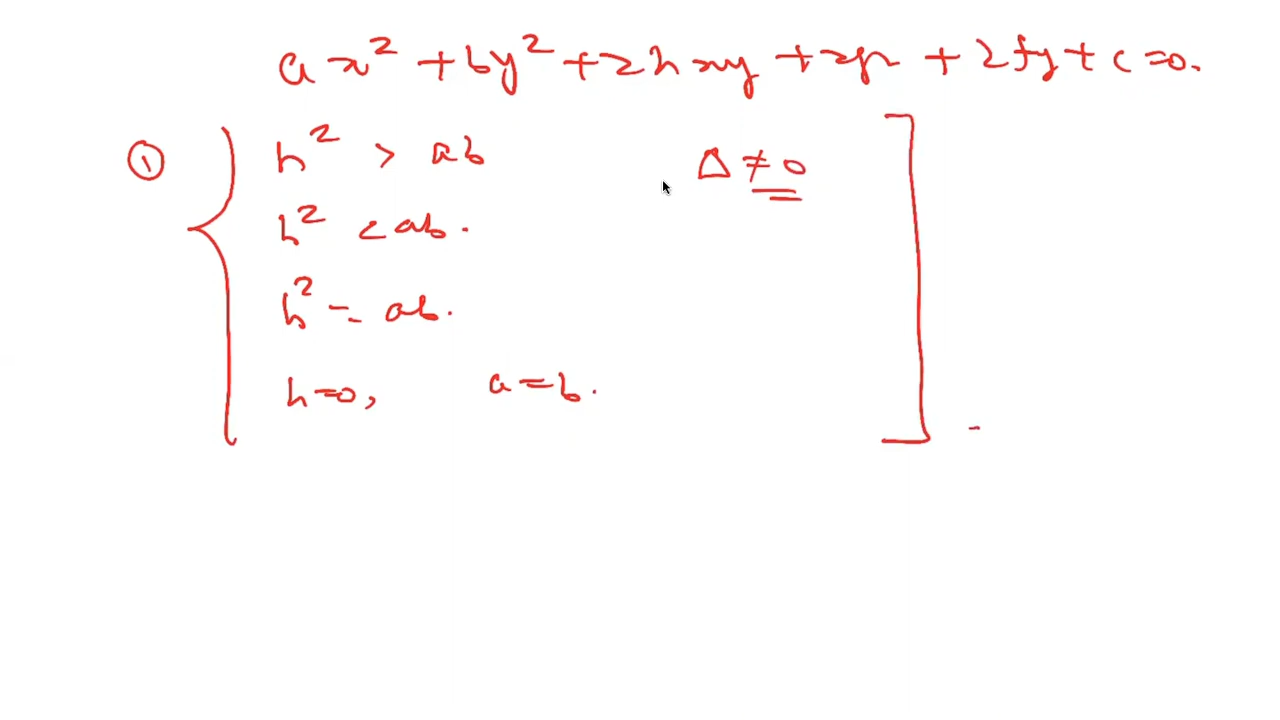 ax² + by² + 2hxy + 2gx + 2fy + c = 0.
① h² > ab Δ ≠ 0
h² < ab.
h² = ab.
h = 0, a = b.